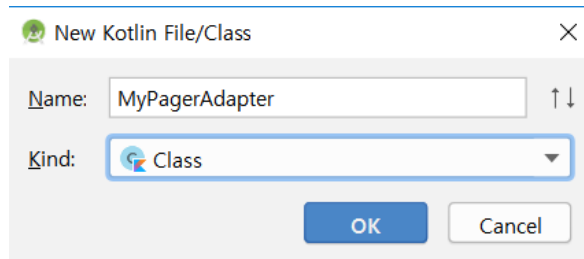 New Kotlin File/Class
Name: MyPagerAdapter
Kind: Class
OK Cancel